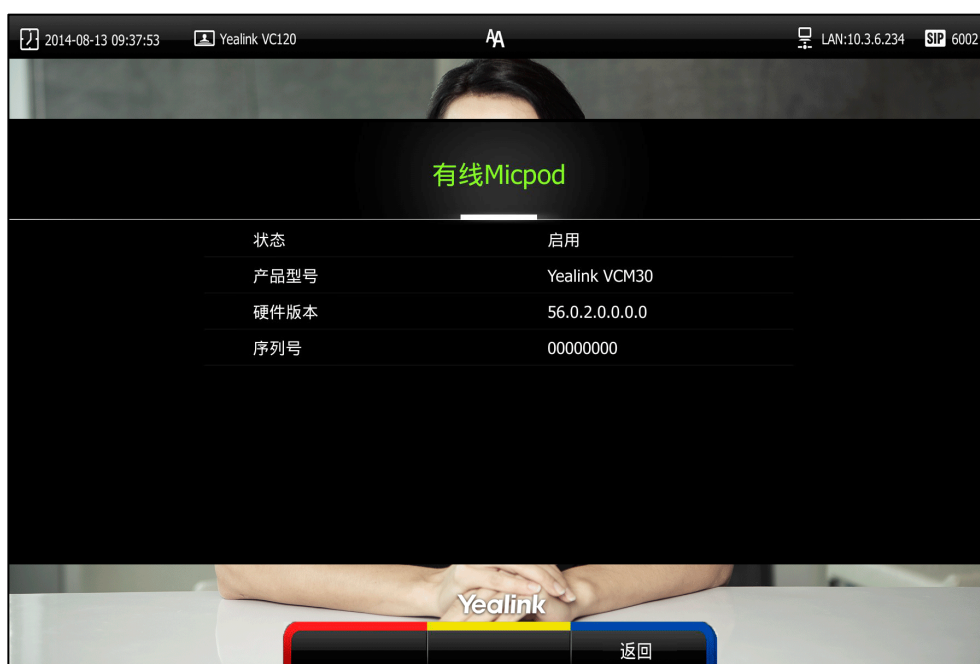 2014-08-13 09:37:53 Yealink VC120 AA LAN:10.3.6.234 SIP 6002
有线Micpod
状态 启用
产品型号 Yealink VCM30
硬件版本 56.0.2.0.0.0
序列号 00000000
Yealink
返回